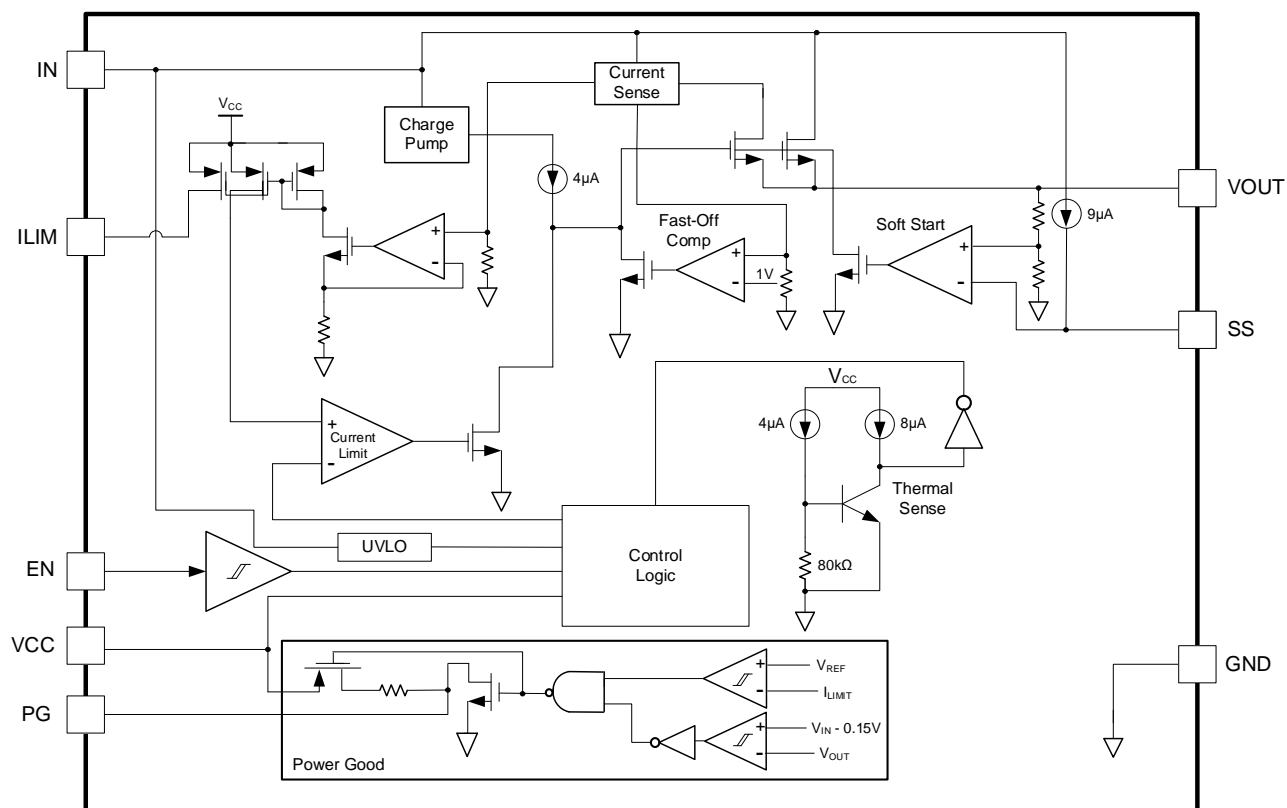 IN
Current
Sense
VCC
Charge
Pump
4µA
VOUT
9µA
ILIM
Fast-Off
Comp
Soft Start
+
-
+
-
1V
+
-
SS
VCC
4µA
8µA
+
Current
Limit
-
Thermal
Sense
UVLO
Control
Logic
EN
80kΩ
VCC
GND
+
VREF
-
ILIMIT
PG
+
VIN - 0.15V
-
VOUT
Power Good